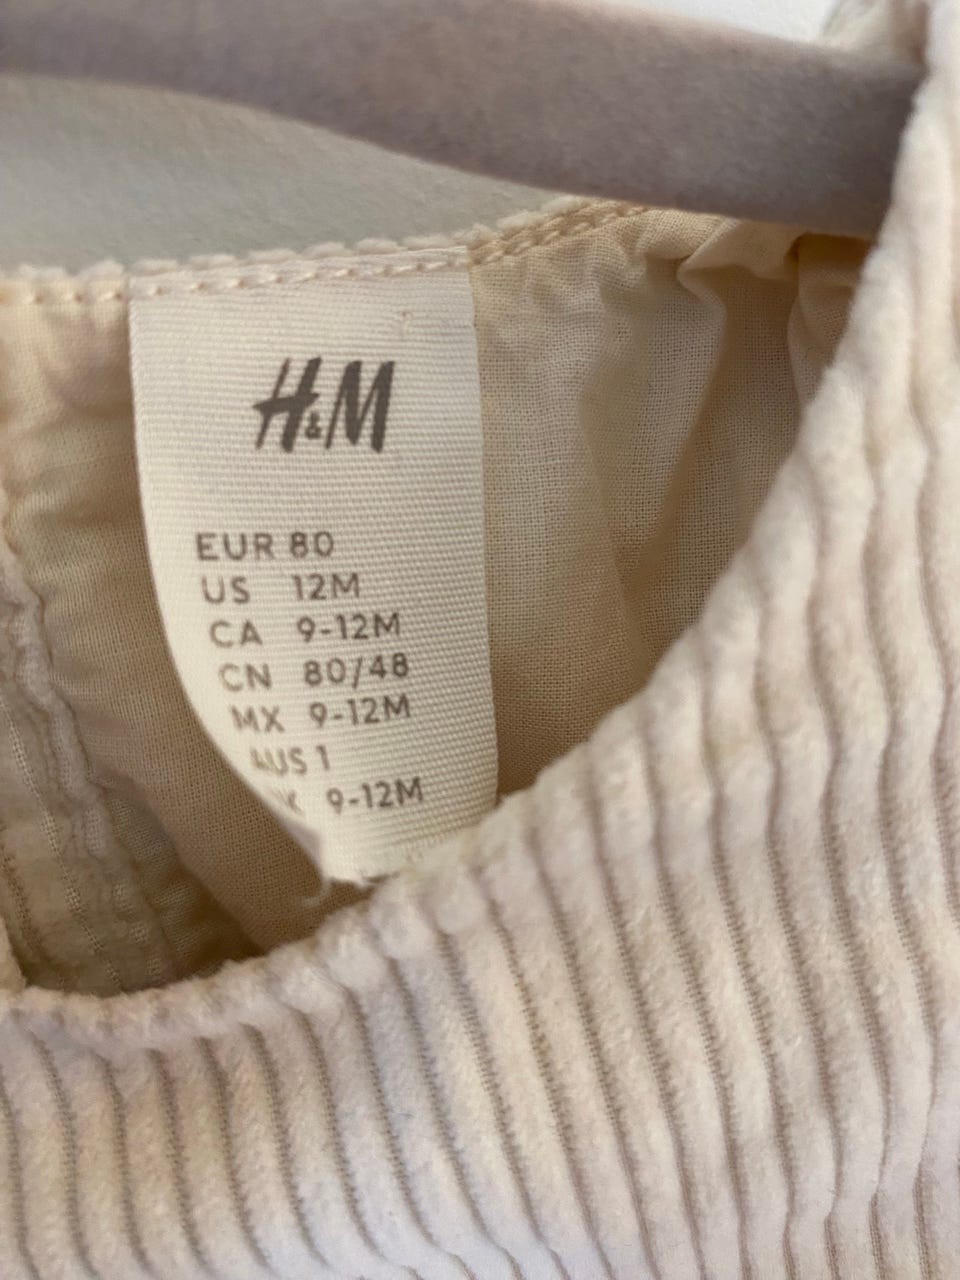 H&M
EUR 80
US 12M
CA 9-12M
CN 80/48
MX 9-12M
AUS 1
9-12M